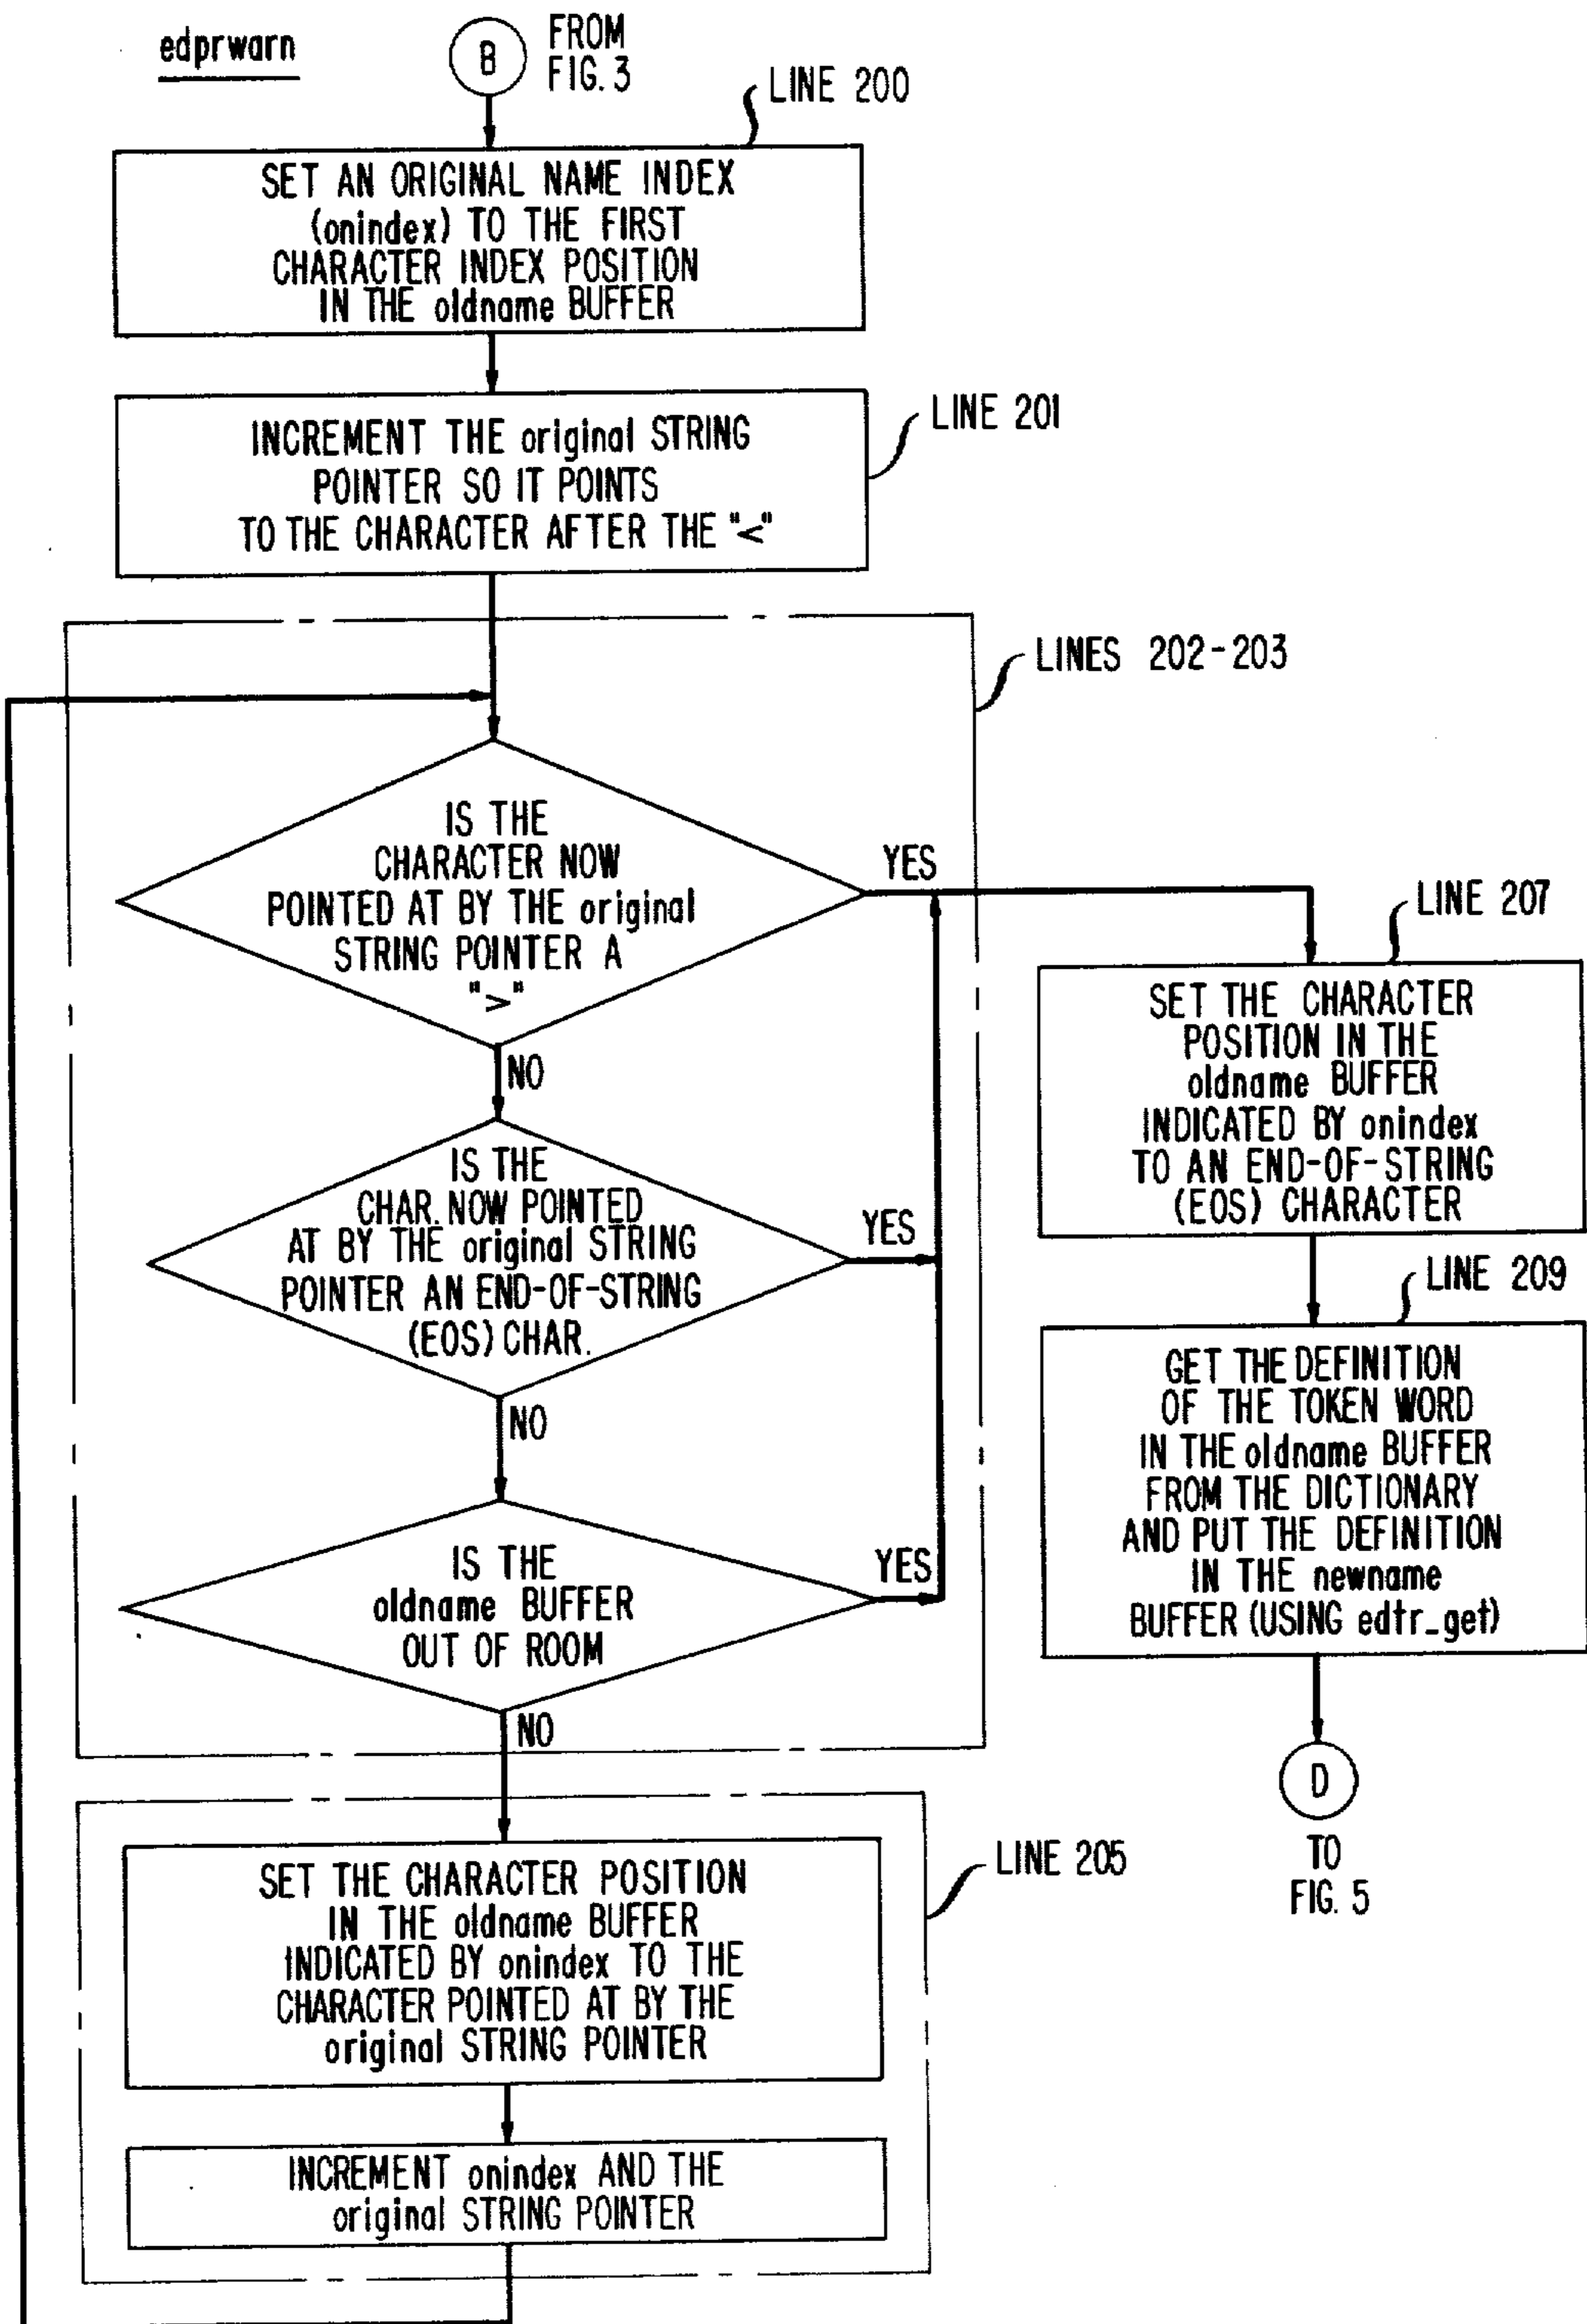 edprwarn
B
FROM
FIG. 3
LINE 200
SET AN ORIGINAL NAME INDEX
(onindex) TO THE FIRST
CHARACTER INDEX POSITION
IN THE oldname BUFFER
LINE 201
INCREMENT THE original STRING
POINTER SO IT POINTS
TO THE CHARACTER AFTER THE "<"
LINES 202-203
IS THE
CHARACTER NOW
POINTED AT BY THE original
STRING POINTER A
">"
YES
NO
IS THE
CHAR. NOW POINTED
AT BY THE original STRING
POINTER AN END-OF-STRING
(EOS) CHAR.
YES
NO
IS THE
oldname BUFFER
OUT OF ROOM
YES
NO
LINE 205
SET THE CHARACTER POSITION
IN THE oldname BUFFER
INDICATED BY onindex TO THE
CHARACTER POINTED AT BY THE
original STRING POINTER
INCREMENT onindex AND THE
original STRING POINTER
LINE 207
SET THE CHARACTER
POSITION IN THE
oldname BUFFER
INDICATED BY onindex
TO AN END-OF-STRING
(EOS) CHARACTER
LINE 209
GET THE DEFINITION
OF THE TOKEN WORD
IN THE oldname BUFFER
FROM THE DICTIONARY
AND PUT THE DEFINITION
IN THE newname
BUFFER (USING edtr_get)
D
TO
FIG. 5